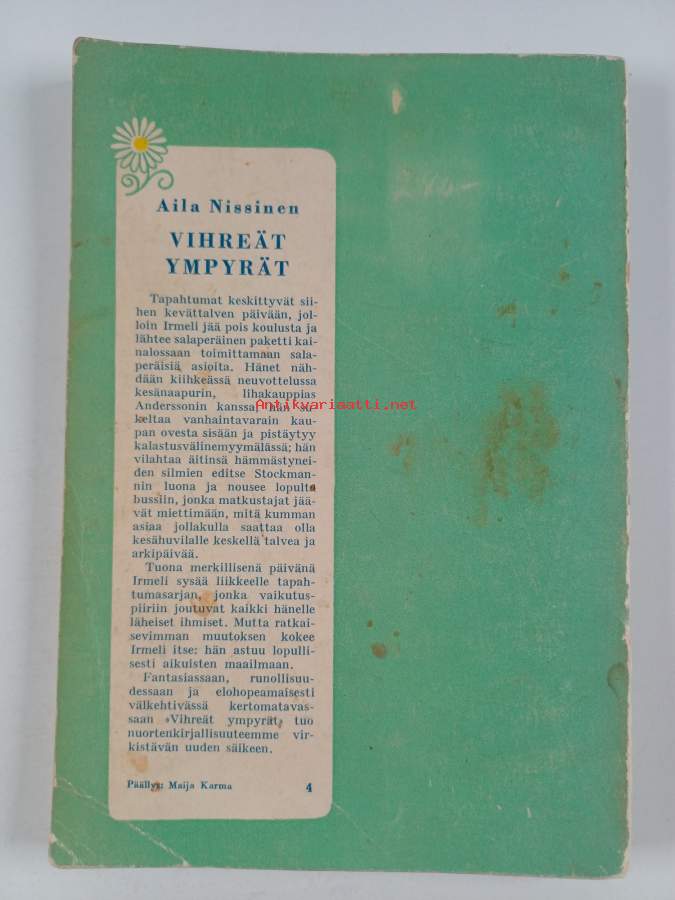 Aila Nissinen
VIHREÄT
YMPYRÄT
Tapahtumat keskittyvät sii-
hen kevättalven päivään, jol-
loin Irmeli jää pois koulusta ja
lähtee salaperäinen paketti kai-
nalossaan toimittamaan sala-
peräisiä asioita. Hänet näh-
dään kiihkeässä neuvottelussa
kesänaapurin, lihakauppias
Anderssonin kanssa, hän su-
Antikvariaatti.net
keltaa vanhaintavarain kau-
pan ovesta sisään ja pistäytyy
kalastusvälinemyymälässä; hän
vilahtaa äitinsä hämmästynei-
den silmien editse Stockman-
nin luona ja nousee lopulta
bussiin, jonka matkustajat jää-
vät miettimään, mitä kumman
asiaa jollakulla saattaa olla
kesähuvilalle keskellä talvea ja
arkipäivää.
Tuona merkillisenä päivänä
Irmeli sysää liikkeelle tapah-
tumasarjan, jonka vaikutus-
piiriin joutuvat kaikki hänelle
läheiset ihmiset. Mutta ratkai-
sevimman muutoksen kokee
Irmeli itse: hän astuu lopulli-
sesti aikuisten maailmaan.
Fantasiassaan, runollisuu-
dessaan ja elohopeamaisesti
välkehtivässä kertomatavas-
saan »Vihreät ympyrät» tuo
nuortenkirjallisuuteemme vir-
kistävän uuden säikeen.
Päällys: Maija Karma 4